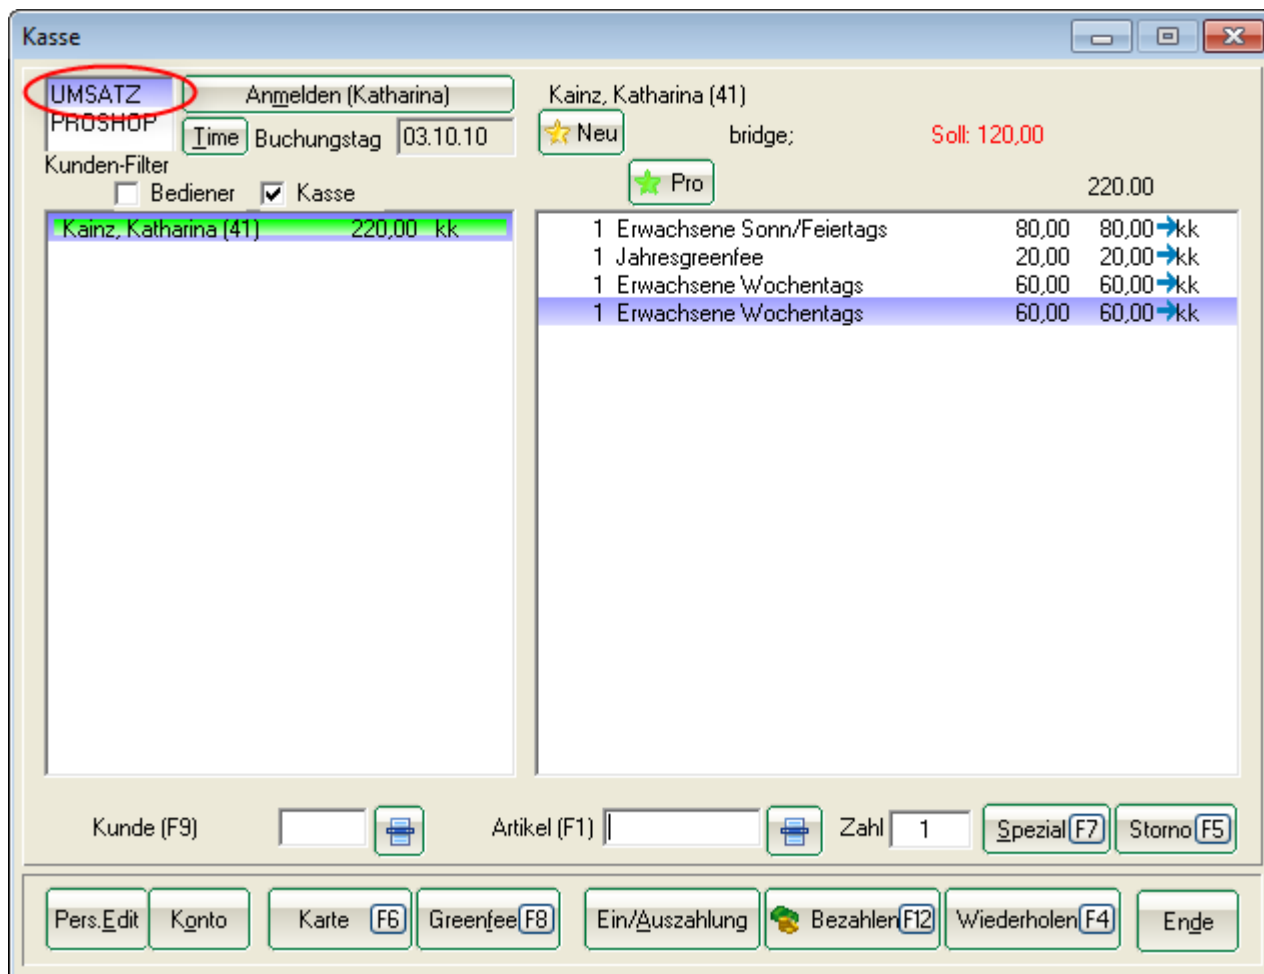 Kasse
UMSATZ
Anmelden (Katharina)
Kainz, Katharina (41)
PROSHOP
Time Buchungstag 03.10.10
Neu
bridge;
Soll: 120,00
Kunden-Filter
Bediener Kasse
Pro
220.00
Kainz, Katharina (41) 220,00 kk
1 Erwachsene Sonn/Feiertags 80,00 80,00 kk
1 Jahresgreenfee 20,00 20,00 kk
1 Erwachsene Wochentags 60,00 60,00 kk
1 Erwachsene Wochentags 60,00 60,00 kk
Kunde (F9)
Artikel (F1)
Zahl 1
Spezial F7
Storno F5
Pers.Edit
Konto
Karte F6
Greenfee F8
Ein/Auszahlung
Bezahlen F12
Wiederholen F4
Ende